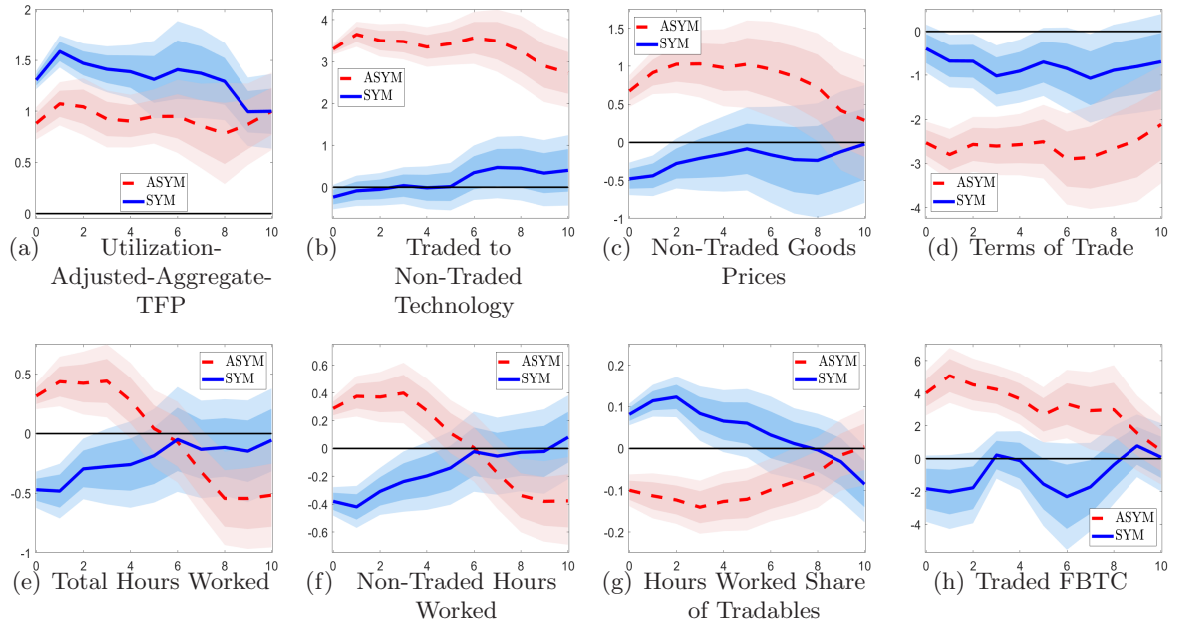 2
1.5
1
0.5
0
ASYM
SYM
0 2 4 6 8 10
(a) Utilization-
Adjusted-Aggregate-
TFP
4
3
2
1
0
ASYM
SYM
0 2 4 6 8 10
(b) Traded to
Non-Traded
Technology
1.5
1
0.5
0
-0.5
-1
ASYM
SYM
0 2 4 6 8 10
(c) Non-Traded Goods
Prices
0
-1
-2
-3
-4
ASYM
SYM
0 2 4 6 8 10
(d) Terms of Trade
0.5
0
-0.5
-1
ASYM
SYM
0 2 4 6 8 10
(e) Total Hours Worked
0.6
0.4
0.2
0
-0.2
-0.4
-0.6
ASYM
SYM
0 2 4 6 8 10
(f) Non-Traded Hours
Worked
0.2
0.1
0
-0.1
-0.2
ASYM
SYM
0 2 4 6 8 10
(g) Hours Worked Share
of Tradables
6
4
2
0
-2
-4
ASYM
SYM
0 2 4 6 8 10
(h) Traded FBTC